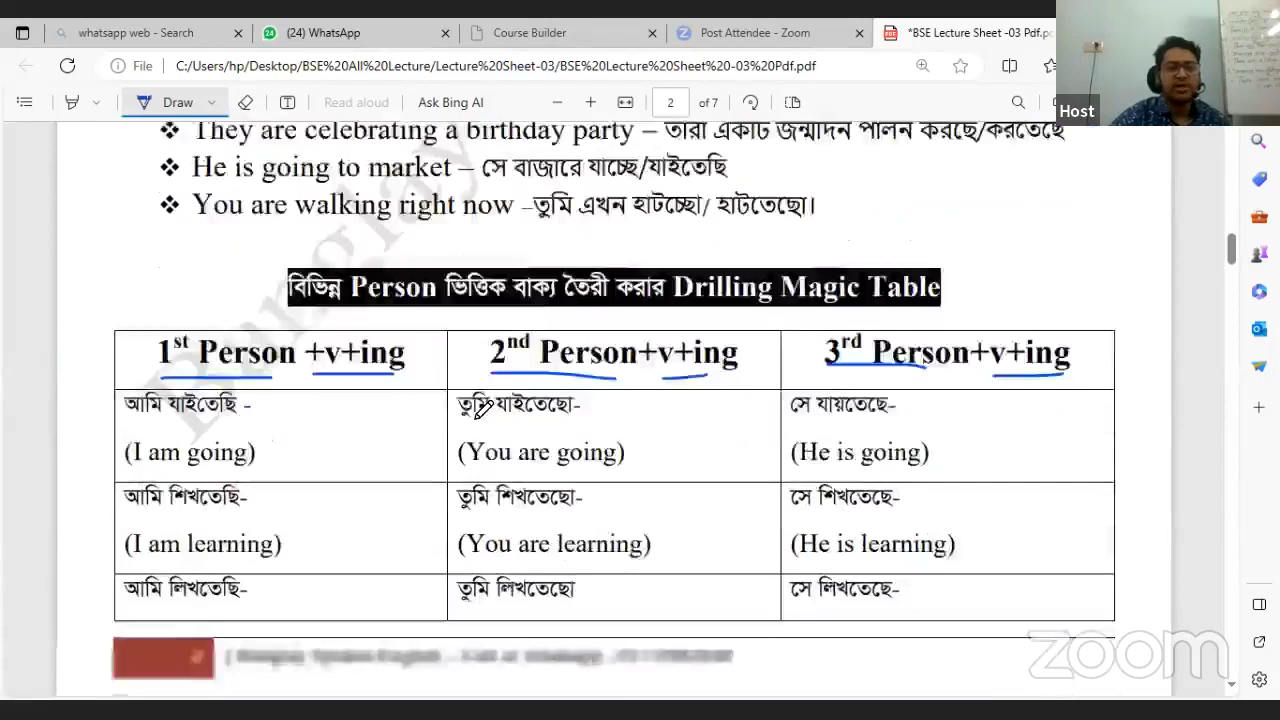 whatsapp web - Search
(24) WhatsApp
Course Builder
Post Attendee - Zoom
*BSE Lecture Sheet -03 Pdf.pd
File C:/Users/hp/Desktop/BSE%20All%20Lecture/Lecture%20Sheet-03/BSE%20Lecture%20Sheet%20-03%20Pdf.pdf
Draw Read aloud Ask Bing AI 2 of 7
Host
They are celebrating a birthday party – তারা একটি জন্মদিন পালন করছে/করতেছে
He is going to market – সে বাজারে যাচ্ছে/যাইতেছি
You are walking right now –তুমি এখন হাটচ্ছো/ হাটতেছো।
Banglay
বিভিন্ন Person ভিত্তিক বাক্য তৈরী করার Drilling Magic Table
1st Person +v+ing 2nd Person+v+ing 3rd Person+v+ing
আমি যাইতেছি - তুমি যাইতেছো- সে যায়তেছে-
(I am going) (You are going) (He is going)
আমি শিখতেছি- তুমি শিখতেছো- সে শিখতেছে-
(I am learning) (You are learning) (He is learning)
আমি লিখতেছি- তুমি লিখতেছো সে লিখতেছে-
zoom